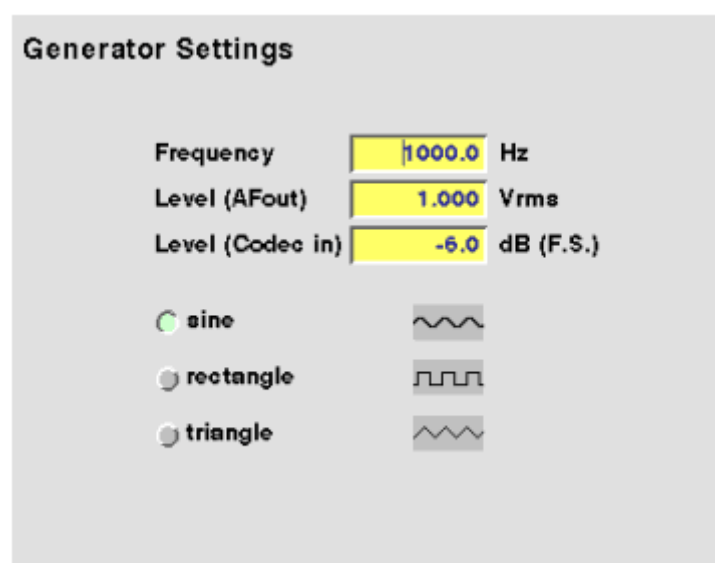 Generator Settings
Frequency 1000.0 Hz
Level (AFout) 1.000 Vrms
Level (Codec in) -6.0 dB (F.S.)
sine
rectangle
triangle